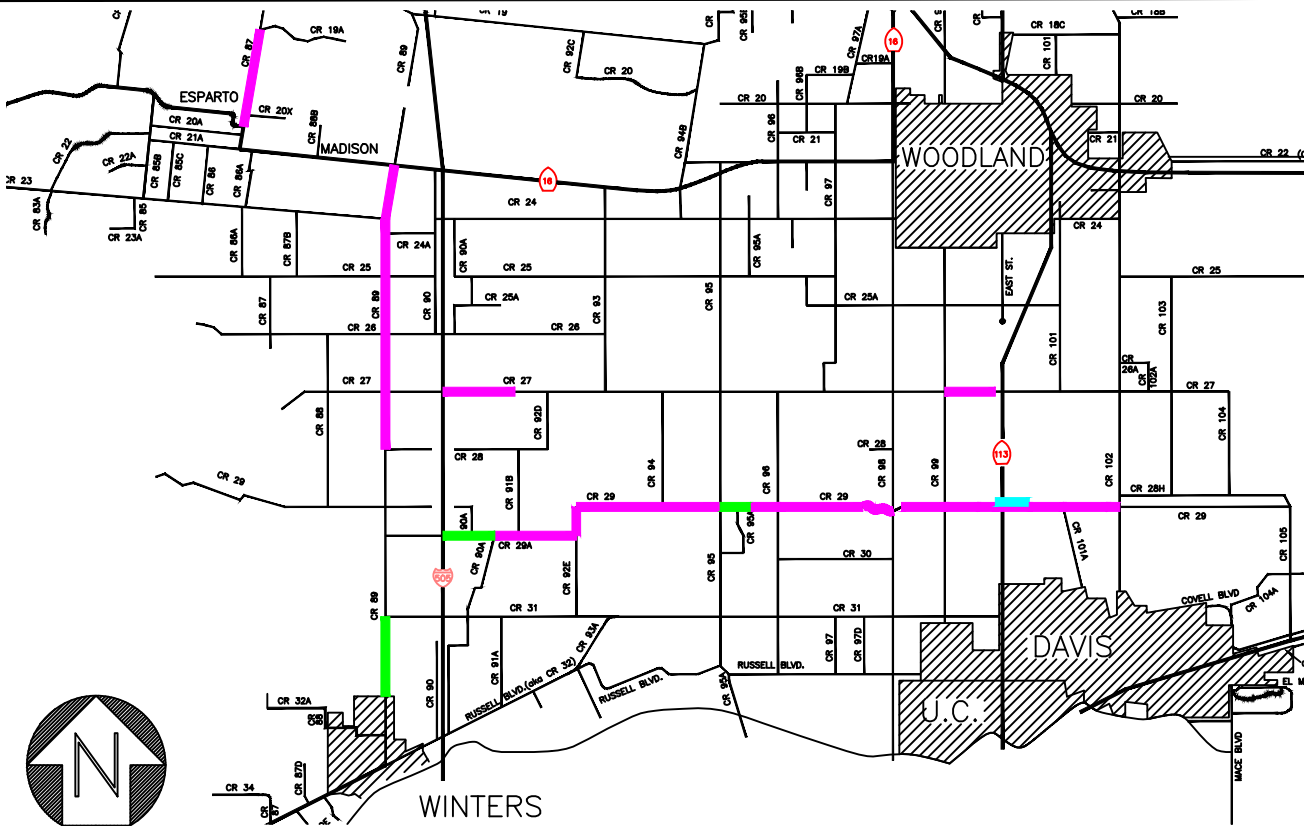 CR 19A
CR 87
CR 89
CR 92C
CR 20
CR 97A
16
CR 18C
CR 18B
CR 101
CR19A
CR 19B
CR 98B
ESPARTO
CR 20X
CR 20A
CR 21A
CR 88B
MADISON
CR 20
CR 96
CR 21
CR 94B
WOODLAND
CR 20
CR 21
CR 22
CR 22
CR 22A
CR 85B
CR 85C
CR 86
CR 86A
CR 23
CR 83A
CR 85
CR 23A
16
CR 24
CR 97
CR 24
CR 86A
CR 87B
CR 24A
CR 90A
CR 95A
CR 25
CR 25
CR 25
EAST ST.
CR 87
CR 89
CR 90
CR 25A
CR 93
CR 95
CR 25A
CR 103
CR 26
CR 26
CR 101
CR 27
CR 27
CR 26A
CR 102A
CR 27
CR 88
CR 92D
CR 104
CR 28
CR 28
CR 29
CR 91B
CR 94
CR 96
CR 98
CR 99
113
CR 102
CR 28H
CR 29
CR 29
CR 29
90A
CR 95A
CR 90A
CR 29A
CR 101A
CR 105
CR 92E
CR 95
CR 30
505
CR 89
CR 31
CR 31
COVELL BLVD
CR 104A
CR 91A
CR 93A
CR 97
CR 97D
DAVIS
CR 90
RUSSELL BLVD.(aka CR 32)
RUSSELL BLVD.
RUSSELL BLVD.
CR 95A
EL M
CR 32A
CR 88
U.C.
N
CR 87D
CR 34
CR 87
WINTERS
MACE BLVD